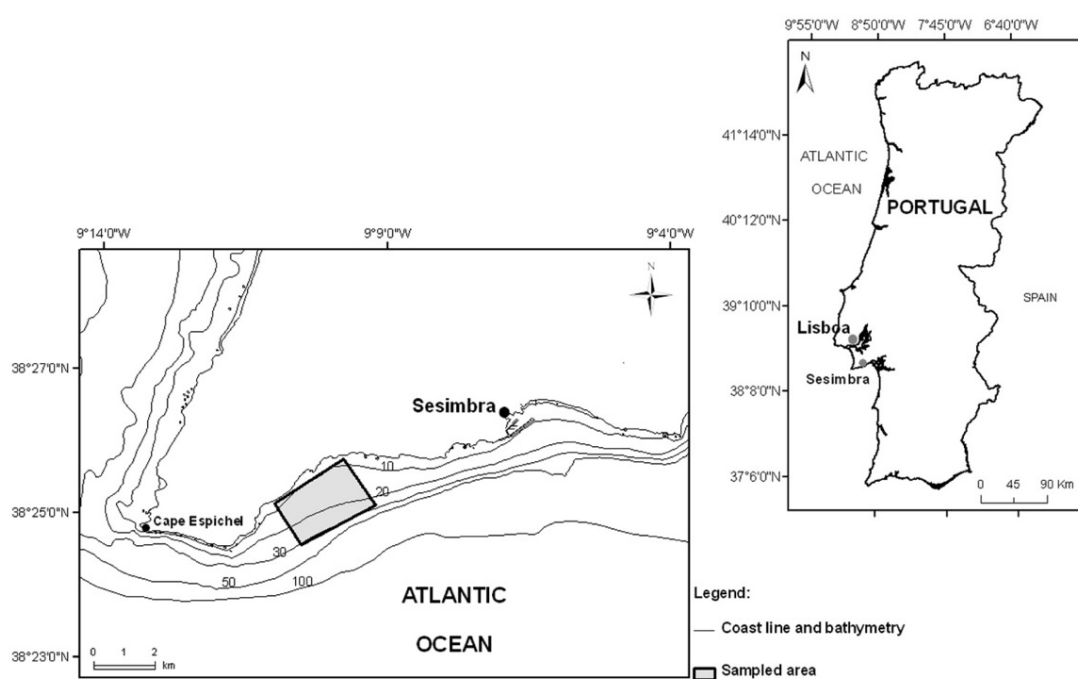 9°14'0"W
9°9'0"W
9°4'0"W
38°27'0"N
38°25'0"N
38°23'0"N
N
Sesimbra
10
20
30
50
100
Cape Espichel
ATLANTIC
OCEAN
0 1 2
km
9°55'0"W 8°50'0"W 7°45'0"W 6°40'0"W
41°14'0"N
40°12'0"N
39°10'0"N
38°8'0"N
37°6'0"N
N
ATLANTIC
OCEAN
PORTUGAL
SPAIN
Lisboa
Sesimbra
0 45 90 Km
Legend:
Coast line and bathymetry
Sampled area